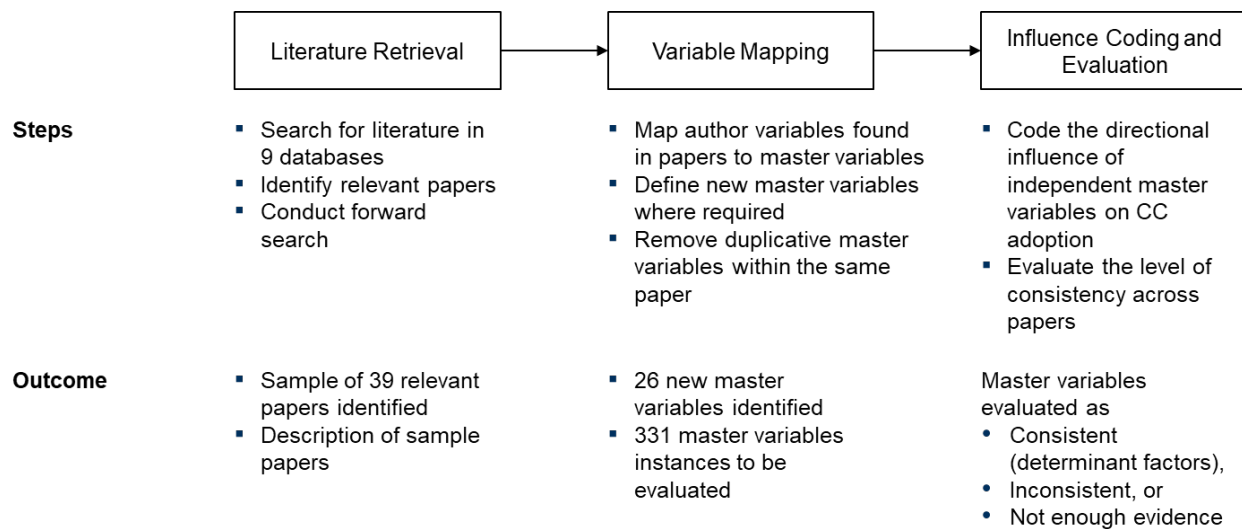 Literature Retrieval
Variable Mapping
Influence Coding and
Evaluation
Steps
▪ Search for literature in
9 databases
▪ Identify relevant papers
▪ Conduct forward
search
▪ Map author variables found
in papers to master variables
▪ Define new master variables
where required
▪ Remove duplicative master
variables within the same
paper
▪ Code the directional
influence of
independent master
variables on CC
adoption
▪ Evaluate the level of
consistency across
papers
Outcome
▪ Sample of 39 relevant
papers identified
▪ Description of sample
papers
▪ 26 new master
variables identified
▪ 331 master variables
instances to be
evaluated
Master variables
evaluated as
• Consistent
(determinant factors),
• Inconsistent, or
• Not enough evidence